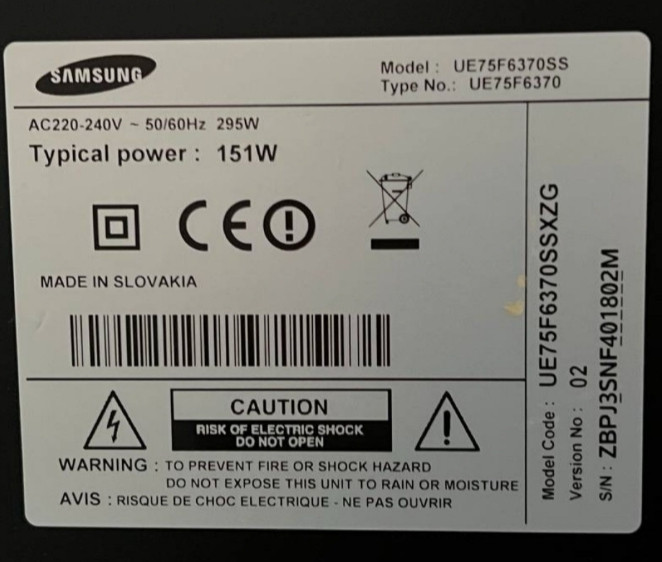 SAMSUNG
Model : UE75F6370SS
Type No.: UE75F6370
AC220-240V ~ 50/60Hz 295W
Typical power : 151W
CE
MADE IN SLOVAKIA
CAUTION
RISK OF ELECTRIC SHOCK
DO NOT OPEN
WARNING : TO PREVENT FIRE OR SHOCK HAZARD
DO NOT EXPOSE THIS UNIT TO RAIN OR MOISTURE
AVIS : RISQUE DE CHOC ELECTRIQUE - NE PAS OUVRIR
Model Code : UE75F6370SSXZG
Version No : 02
S/N : ZBPJ3SNF401802M